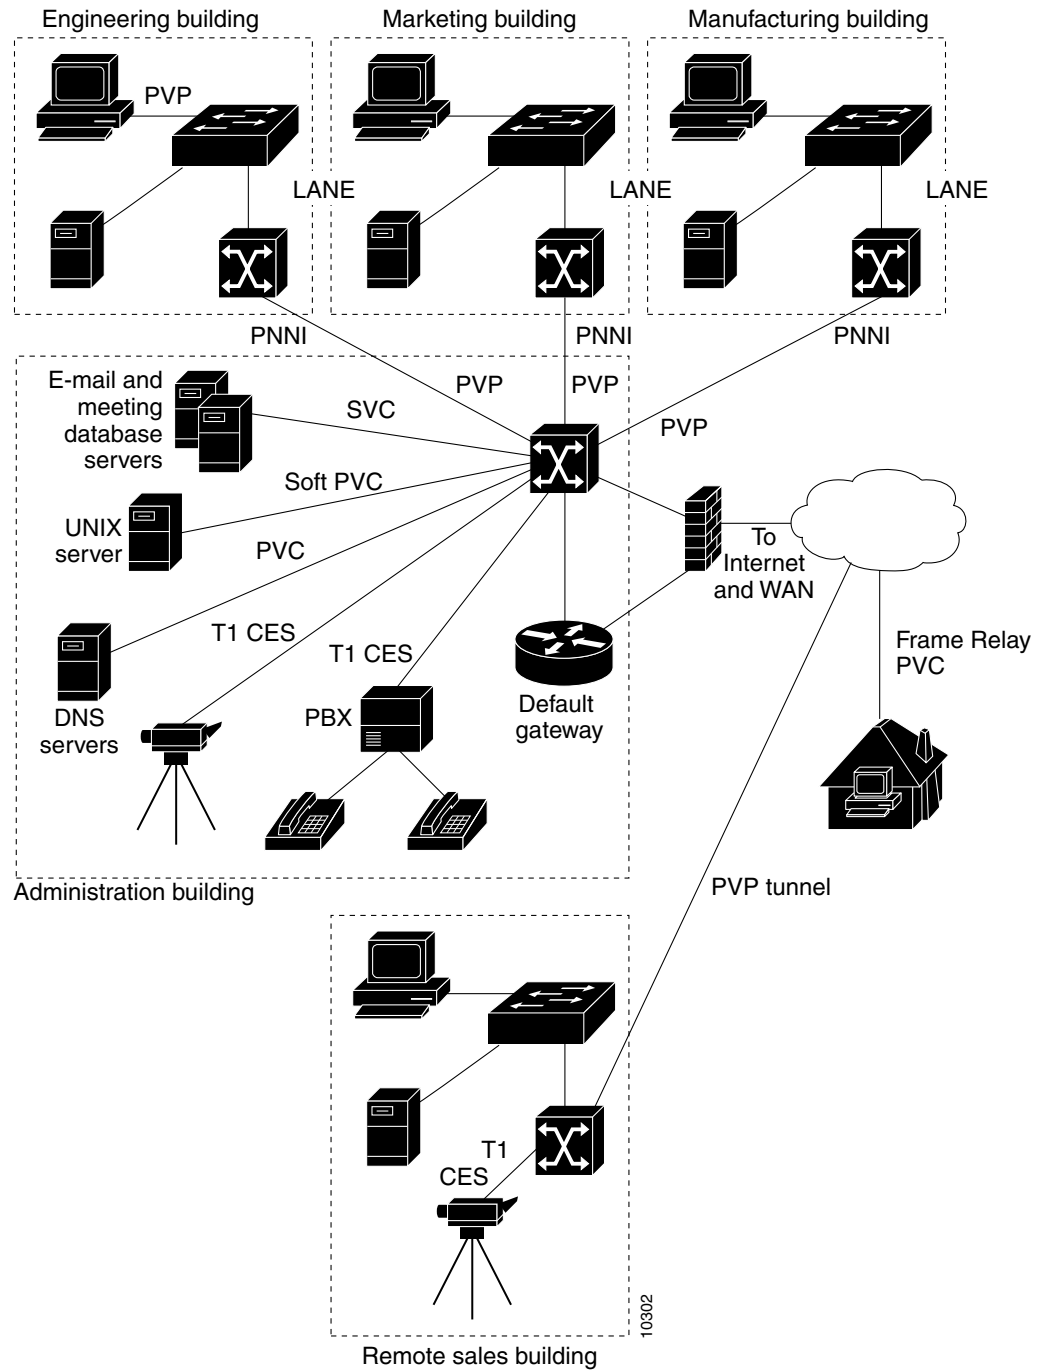 Engineering building
Marketing building
Manufacturing building
PVP
LANE
LANE
LANE
PNNI
PNNI
PNNI
E-mail and
meeting
database
servers
PVP
PVP
SVC
PVP
Soft PVC
UNIX
server
PVC
To
Internet
and WAN
T1 CES
T1 CES
Frame Relay
PVC
DNS
servers
PBX
Default
gateway
Administration building
PVP tunnel
T1
CES
10302
Remote sales building